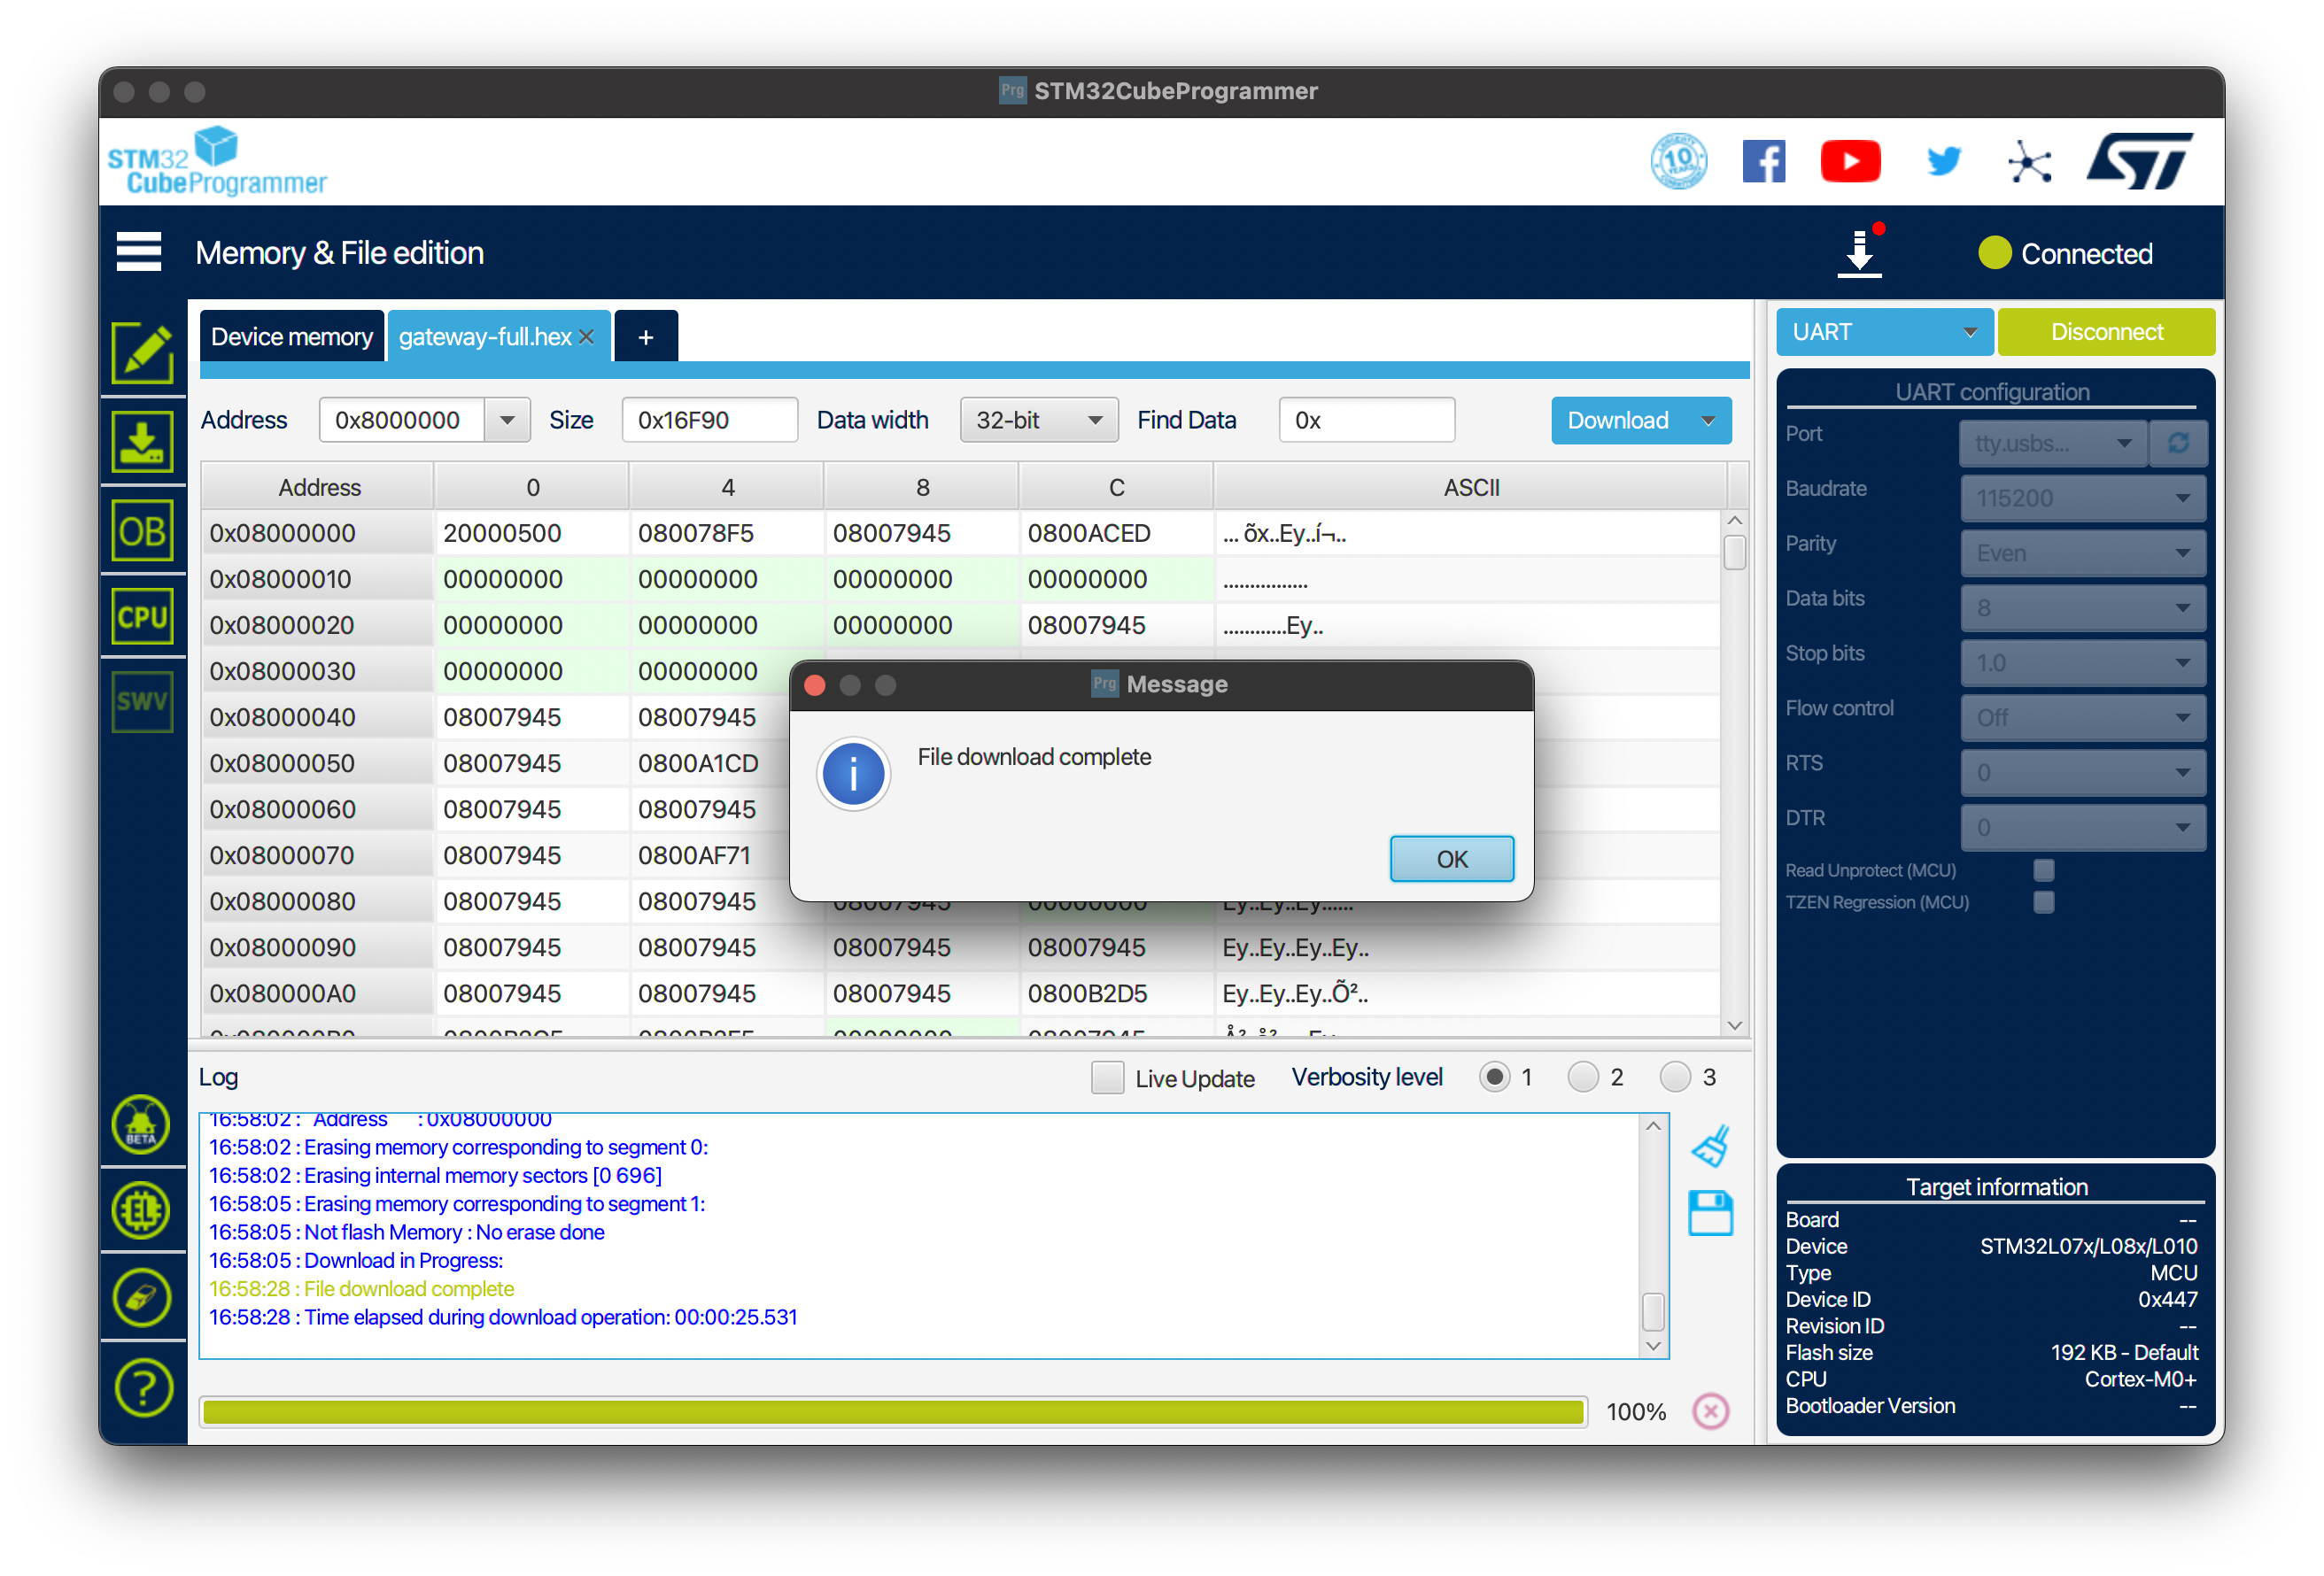 Prg STM32CubeProgrammer
STM32
CubeProgrammer
10 YEARS
Memory & File edition
Connected
Device memory
gateway-full.hex
+
UART
Disconnect
Address
0x8000000
Size
0x16F90
Data width
32-bit
Find Data
0x
Download
Address 0 4 8 C ASCII
0x08000000 20000500 080078F5 08007945 0800ACED ... õx..Ey..í¬..
0x08000010 00000000 00000000 00000000 00000000 ................
0x08000020 00000000 00000000 00000000 08007945 ............Ey..
0x08000030 00000000 00000000
0x08000040 08007945 08007945
0x08000050 08007945 0800A1CD
0x08000060 08007945 08007945
0x08000070 08007945 0800AF71
0x08000080 08007945 08007945 08007945 00000000 Ey..Ey..Ey......
0x08000090 08007945 08007945 08007945 08007945 Ey..Ey..Ey..Ey..
0x080000A0 08007945 08007945 08007945 0800B2D5 Ey..Ey..Ey..Õ²..
Prg Message
File download complete
OK
OB
CPU
SWV
BETA
EL
?
Log
Live Update
Verbosity level
1
2
3
16:58:02 : Address : 0x08000000
16:58:02 : Erasing memory corresponding to segment 0:
16:58:02 : Erasing internal memory sectors [0 696]
16:58:05 : Erasing memory corresponding to segment 1:
16:58:05 : Not flash Memory : No erase done
16:58:05 : Download in Progress:
16:58:28 : File download complete
16:58:28 : Time elapsed during download operation: 00:00:25.531
100%
UART configuration
Port tty.usbs...
Baudrate 115200
Parity Even
Data bits 8
Stop bits 1.0
Flow control Off
RTS 0
DTR 0
Read Unprotect (MCU)
TZEN Regression (MCU)
Target information
Board --
Device STM32L07x/L08x/L010
Type MCU
Device ID 0x447
Revision ID --
Flash size 192 KB - Default
CPU Cortex-M0+
Bootloader Version --